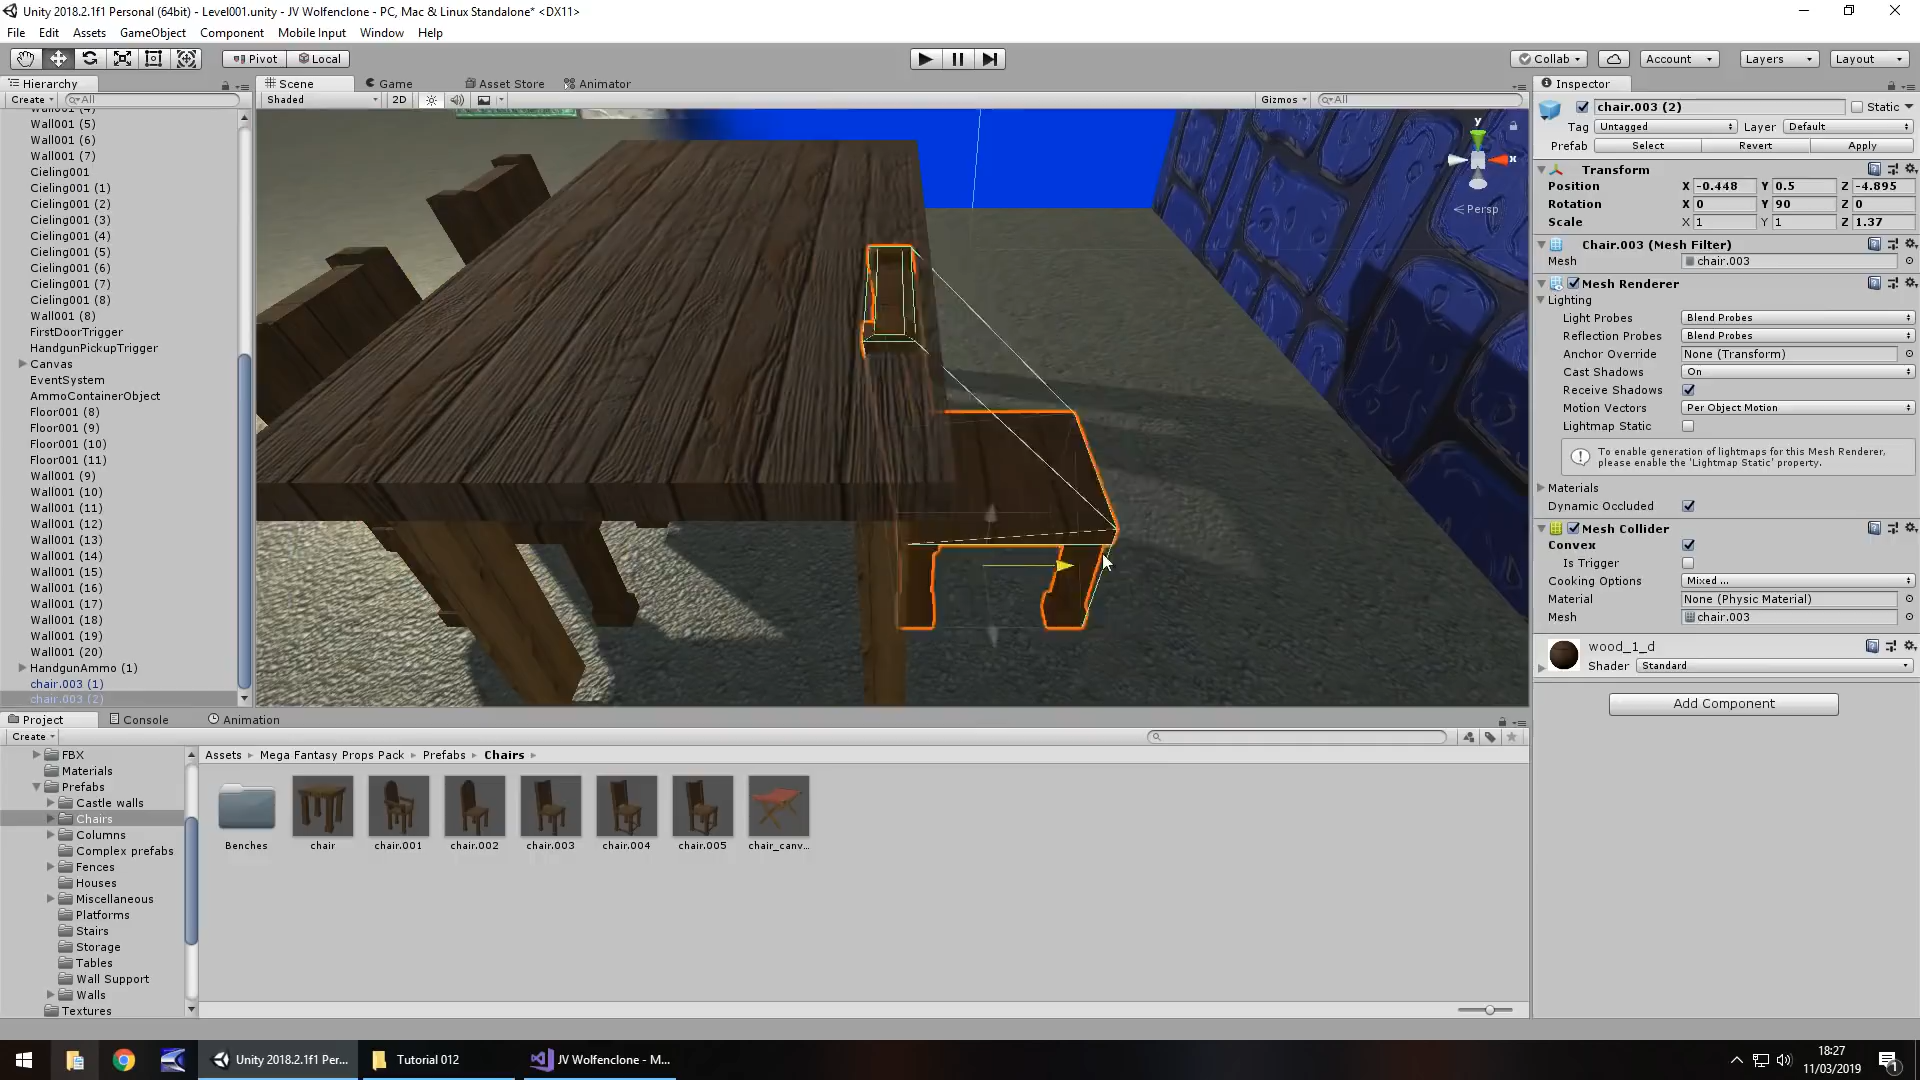 Unity 2018.2.1f1 Personal (64bit) - Level001.unity - JV Wolfenclone - PC, Mac & Linux Standalone* <DX11>
File Edit Assets GameObject Component Mobile Input Window Help
Pivot Local Collab Account Layers Layout
Hierarchy
Create All
Wall001 (4)
Wall001 (5)
Wall001 (6)
Wall001 (7)
Cieling001
Cieling001 (1)
Cieling001 (2)
Cieling001 (3)
Cieling001 (4)
Cieling001 (5)
Cieling001 (6)
Cieling001 (7)
Cieling001 (8)
Wall001 (8)
FirstDoorTrigger
HandgunPickupTrigger
Canvas
EventSystem
AmmoContainerObject
Floor001 (8)
Floor001 (9)
Floor001 (10)
Floor001 (11)
Wall001 (9)
Wall001 (10)
Wall001 (11)
Wall001 (12)
Wall001 (13)
Wall001 (14)
Wall001 (15)
Wall001 (16)
Wall001 (17)
Wall001 (18)
Wall001 (19)
Wall001 (20)
HandgunAmmo (1)
chair.003 (1)
chair.003 (2)
Scene Game Asset Store Animator
Shaded 2D Gizmos All
y
x
Persp
Inspector
chair.003 (2) Static
Tag Untagged Layer Default
Prefab Select Revert Apply
Transform
Position X -0.448 Y 0.5 Z -4.895
Rotation X 0 Y 90 Z 0
Scale X 1 Y 1 Z 1.37
Chair.003 (Mesh Filter)
Mesh chair.003
Mesh Renderer
Lighting
Light Probes Blend Probes
Reflection Probes Blend Probes
Anchor Override None (Transform)
Cast Shadows On
Receive Shadows
Motion Vectors Per Object Motion
Lightmap Static
To enable generation of lightmaps for this Mesh Renderer,
please enable the 'Lightmap Static' property.
Materials
Dynamic Occluded
Mesh Collider
Convex
Is Trigger
Cooking Options Mixed ...
Material None (Physic Material)
Mesh chair.003
wood_1_d
Shader Standard
Add Component
Project Console Animation
Create
FBX
Materials
Prefabs
Castle walls
Chairs
Columns
Complex prefabs
Fences
Houses
Miscellaneous
Platforms
Stairs
Storage
Tables
Wall Support
Walls
Textures
Assets Mega Fantasy Props Pack Prefabs Chairs
Benches chair chair.001 chair.002 chair.003 chair.004 chair.005 chair_canv...
Unity 2018.2.1f1 Per... Tutorial 012 JV Wolfenclone - M...
18:27
11/03/2019
1